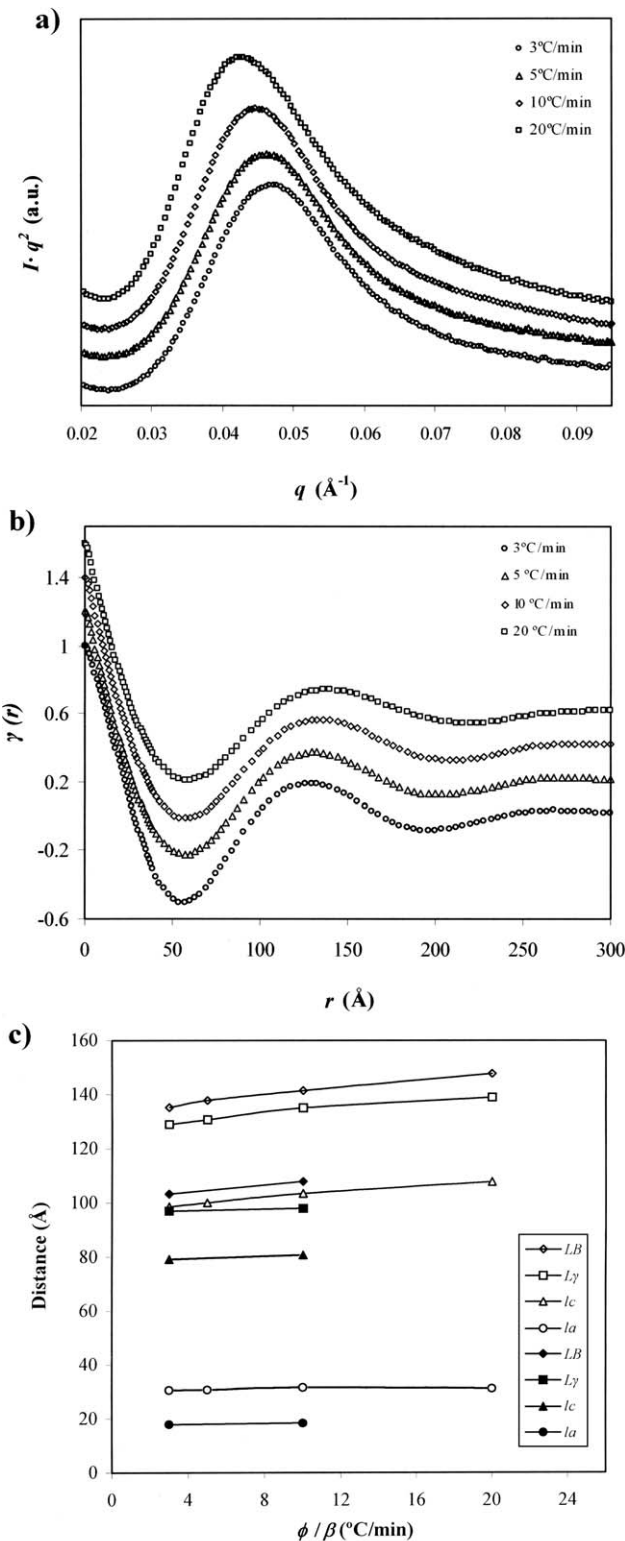 a)
3ºC/min
5ºC/min
10ºC/min
20ºC/min
I· q² (a.u.)
0.02 0.03 0.04 0.05 0.06 0.07 0.08 0.09
q (Å⁻¹)
b)
3ºC/min
5 ºC/min
10 ºC/min
20 ºC/min
γ (r)
1.4
1
0.6
0.2
-0.2
-0.6
0 50 100 150 200 250 300
r (Å)
c)
160
140
120
100
80
60
40
20
0
Distance (Å)
LB
Lγ
lc
la
LB
Lγ
lc
la
0 4 8 12 16 20 24
ϕ / β (ºC/min)